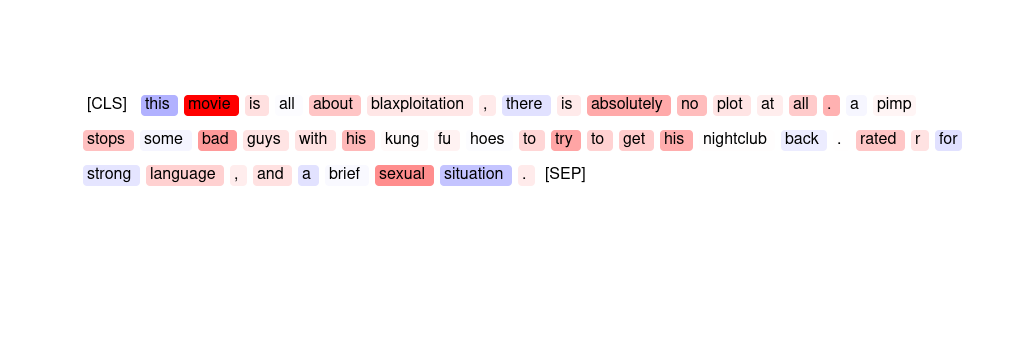 [CLS] this movie is all about blaxploitation , there is absolutely no plot at all . a pimp
stops some bad guys with his kung fu hoes to try to get his nightclub back . rated r for
strong language , and a brief sexual situation . [SEP]